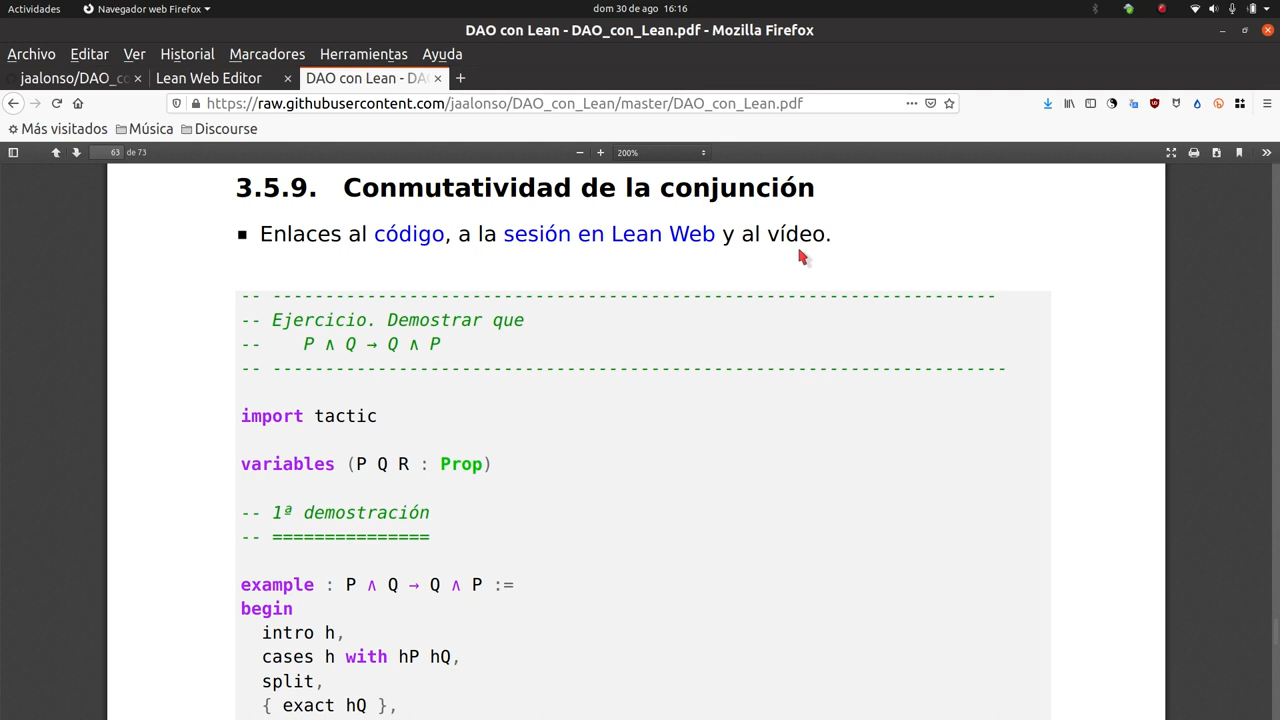 Actividades Navegador web Firefox dom 30 de ago 16:16
DAO con Lean - DAO_con_Lean.pdf - Mozilla Firefox
Archivo Editar Ver Historial Marcadores Herramientas Ayuda
jaalonso/DAO_co × Lean Web Editor × DAO con Lean - DA × +
https://raw.githubusercontent.com/jaalonso/DAO_con_Lean/master/DAO_con_Lean.pdf
Más visitados Música Discourse
63 de 73 − + 200%
3.5.9. Conmutatividad de la conjunción
▪ Enlaces al código, a la sesión en Lean Web y al vídeo.
-- ---------------------------------------------------------------------
-- Ejercicio. Demostrar que
-- P ∧ Q → Q ∧ P
-- ----------------------------------------------------------------------
import tactic
variables (P Q R : Prop)
-- 1ª demostración
-- ===============
example : P ∧ Q → Q ∧ P :=
begin
intro h,
cases h with hP hQ,
split,
{ exact hQ },